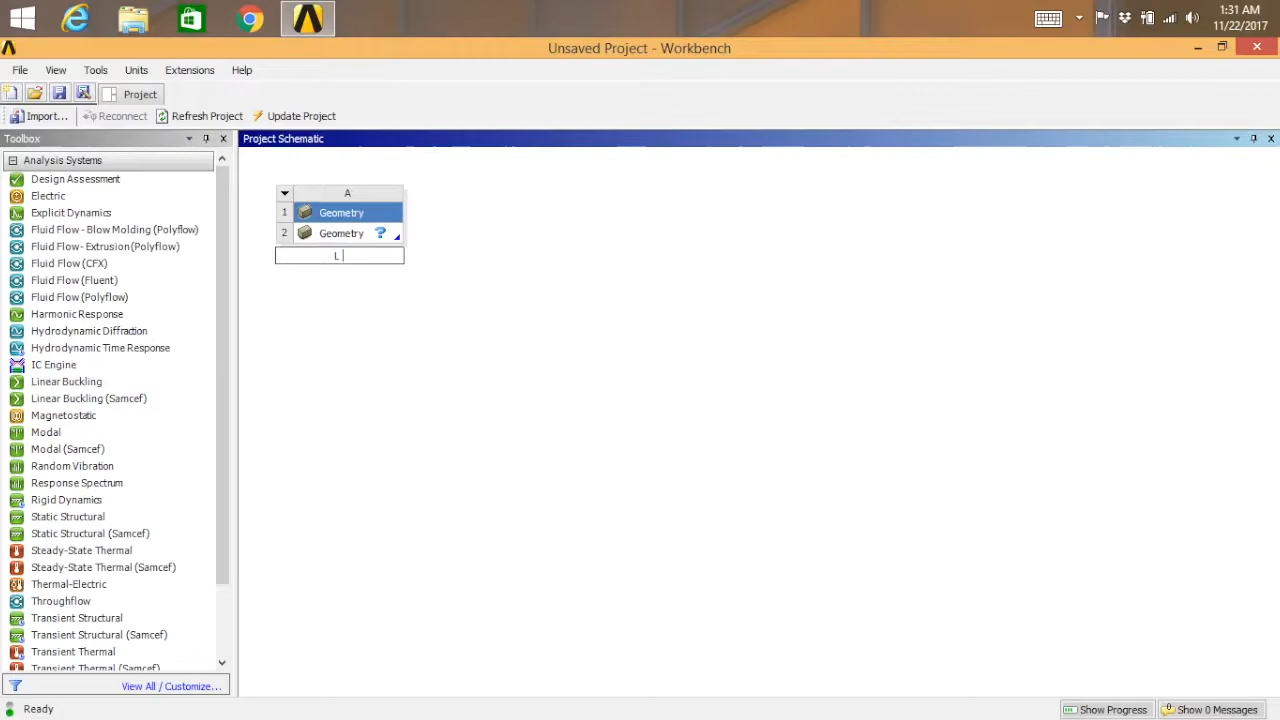 1:31 AM
11/22/2017
Unsaved Project - Workbench
File View Tools Units Extensions Help
Project
Import... Reconnect Refresh Project Update Project
Toolbox
Project Schematic
Analysis Systems
Design Assessment
Electric
Explicit Dynamics
Fluid Flow - Blow Molding (Polyflow)
Fluid Flow- Extrusion (Polyflow)
Fluid Flow (CFX)
Fluid Flow (Fluent)
Fluid Flow (Polyflow)
Harmonic Response
Hydrodynamic Diffraction
Hydrodynamic Time Response
IC Engine
Linear Buckling
Linear Buckling (Samcef)
Magnetostatic
Modal
Modal (Samcef)
Random Vibration
Response Spectrum
Rigid Dynamics
Static Structural
Static Structural (Samcef)
Steady-State Thermal
Steady-State Thermal (Samcef)
Thermal-Electric
Throughflow
Transient Structural
Transient Structural (Samcef)
Transient Thermal
Transient Thermal (Samcef)
View All / Customize...
A
1 Geometry
2 Geometry ?
L
Ready
Show Progress Show 0 Messages